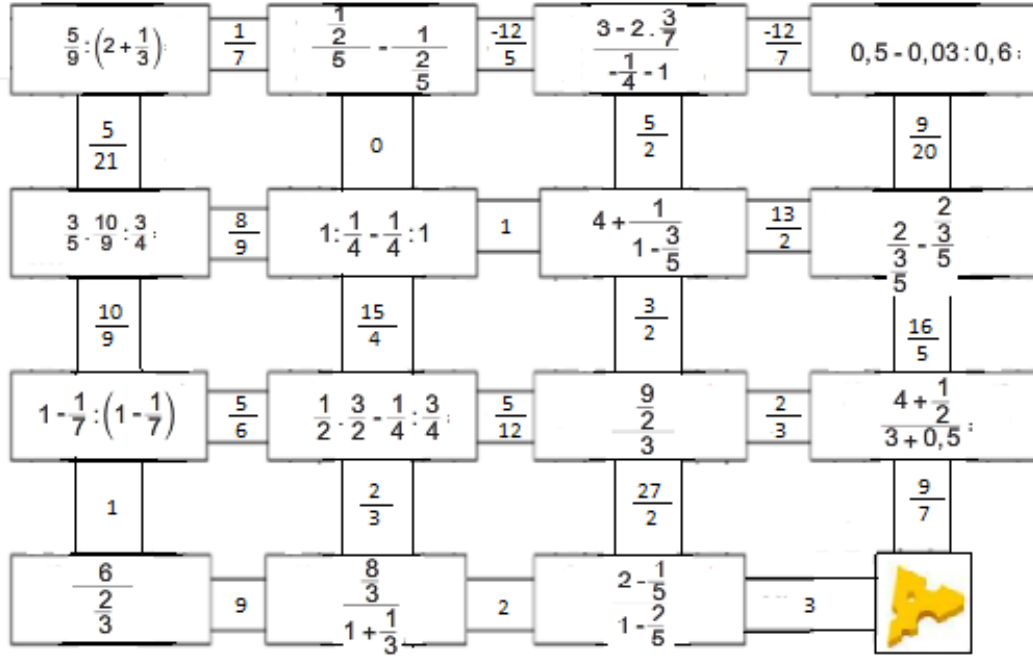 5/9 : (2 + 1/3) : 1/7 (1/2)/5 - 1/(2/5) -12/5 (3 - 2 . 3/7)/(-1/4 - 1) -12/7 0,5 - 0,03 : 0,6 :
5/21 0 5/2 9/20
3/5 . 10/9 : 3/4 : 8/9 1 : 1/4 - 1/4 : 1 1 4 + 1/(1 - 3/5) 13/2 2/(3/5) - (2/3)/5
10/9 15/4 3/2 16/5
1 - 1/7 : (1 - 1/7) 5/6 1/2 . 3/2 - 1/4 : 3/4 : 5/12 (9/2)/3 2/3 (4 + 1/2)/(3 + 0,5) :
1 2/3 27/2 9/7
6/(2/3) 9 (8/3)/(1 + 1/3) 2 (2 - 1/5)/(1 - 2/5) 3